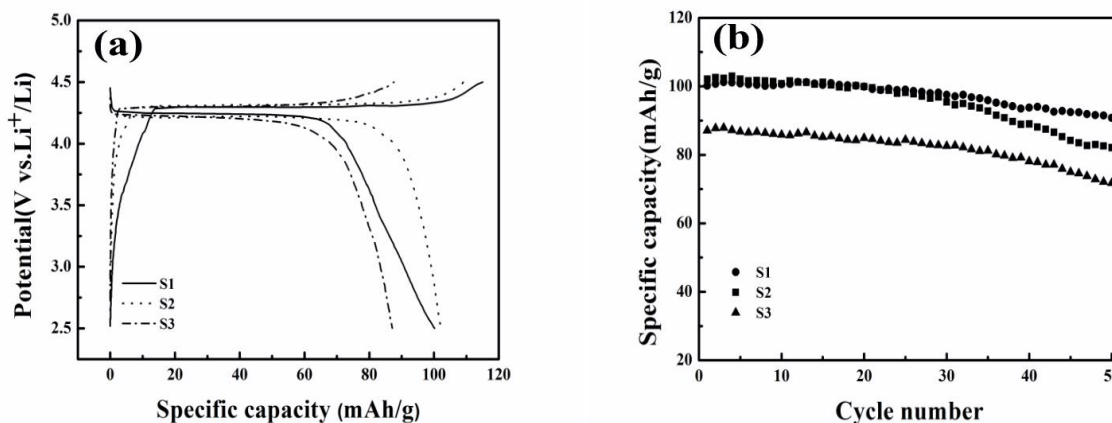 (a)
5.0
4.5
4.0
3.5
3.0
2.5
Potential(V vs.Li+/Li)
S1
S2
S3
0 20 40 60 80 100 120
Specific capacity (mAh/g)
(b)
120
100
80
60
40
20
Specific capacity(mAh/g)
S1
S2
S3
0 10 20 30 40
Cycle number